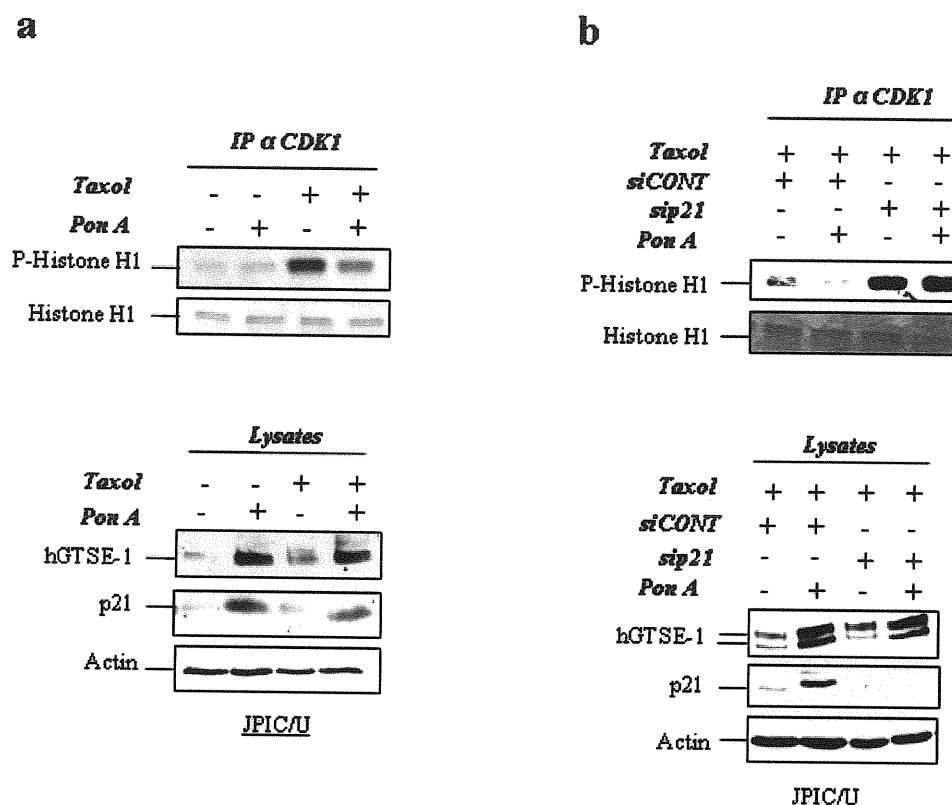 a
IP α CDK1
Taxol - - + +
Pon A - + - +
P-Histone H1
Histone H1
Lysates
Taxol - - + +
Pon A - + - +
hGTSE-1
p21
Actin
JPIC/U
b
IP α CDK1
Taxol + + + +
siCONT + + - -
sip21 - - + +
Pon A - + - +
P-Histone H1
Histone H1
Lysates
Taxol + + + +
siCONT + + - -
sip21 - - + +
Pon A - + - +
hGTSE-1
p21
Actin
JPIC/U